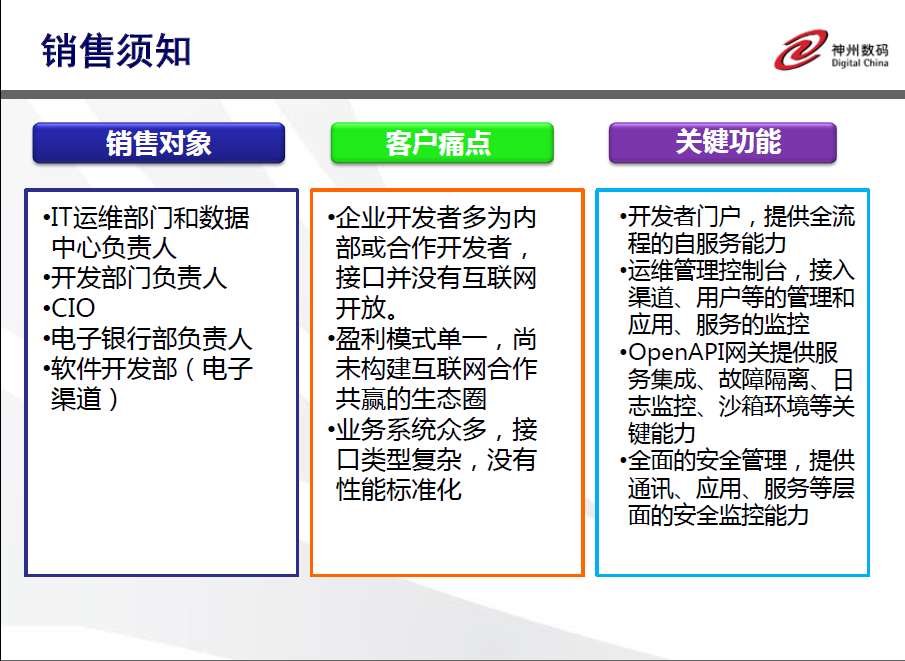 销售须知
神州数码
Digital China
销售对象
•IT运维部门和数据
中心负责人
•开发部门负责人
•CIO
•电子银行部负责人
•软件开发部（电子
渠道）
客户痛点
•企业开发者多为内
部或合作开发者，
接口并没有互联网
开放。
•盈利模式单一，尚
未构建互联网合作
共赢的生态圈
•业务系统众多，接
口类型复杂，没有
性能标准化
关键功能
•开发者门户，提供全流
程的自服务能力
•运维管理控制台，接入
渠道、用户等的管理和
应用、服务的监控
•OpenAPI网关提供服
务集成、故障隔离、日
志监控、沙箱环境等关
键能力
•全面的安全管理，提供
通讯、应用、服务等层
面的安全监控能力